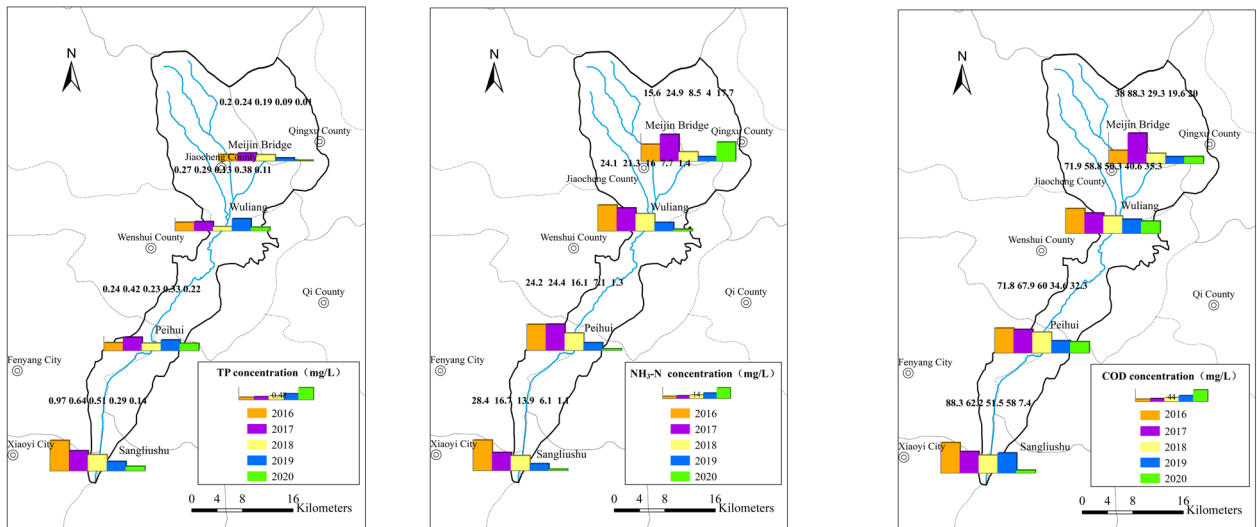 N
0.2 0.24 0.19 0.09 0.01
Qingxu County
Meijin Bridge
Jiaocheng County
0.27 0.29 0.13 0.38 0.11
Wuliang
Wenshui County
Qi County
0.24 0.42 0.23 0.33 0.22
Peihui
Fenyang City
0.97 0.64 0.51 0.29 0.14
Xiaoyi City
Sangliushu
TP concentration（mg/L）
0.48
2016
2017
2018
2019
2020
0 4 8 16
Kilometers
N
15.6 24.9 8.5 4 17.7
Meijin Bridge
Qingxu County
24.1 21.3 16 7.7 1.4
Jiaocheng County
Wuliang
Wenshui County
Qi County
24.2 24.4 16.1 7.1 1.3
Peihui
Fenyang City
28.4 16.7 13.9 6.1 1.1
Xiaoyi City
Sangliushu
NH3-N concentration（mg/L）
14
2016
2017
2018
2019
2020
0 4 8 16
Kilometers
N
38 88.3 29.3 19.6 20
Meijin Bridge
Qingxu County
71.9 58.8 50.3 40.6 35.3
Jiaocheng County
Wuliang
Wenshui County
Qi County
71.8 67.9 60 34.6 32.3
Peihui
Fenyang City
88.3 62.2 51.5 58 7.4
Xiaoyi City
Sangliushu
COD concentration（mg/L）
44
2016
2017
2018
2019
2020
0 4 8 16
Kilometers